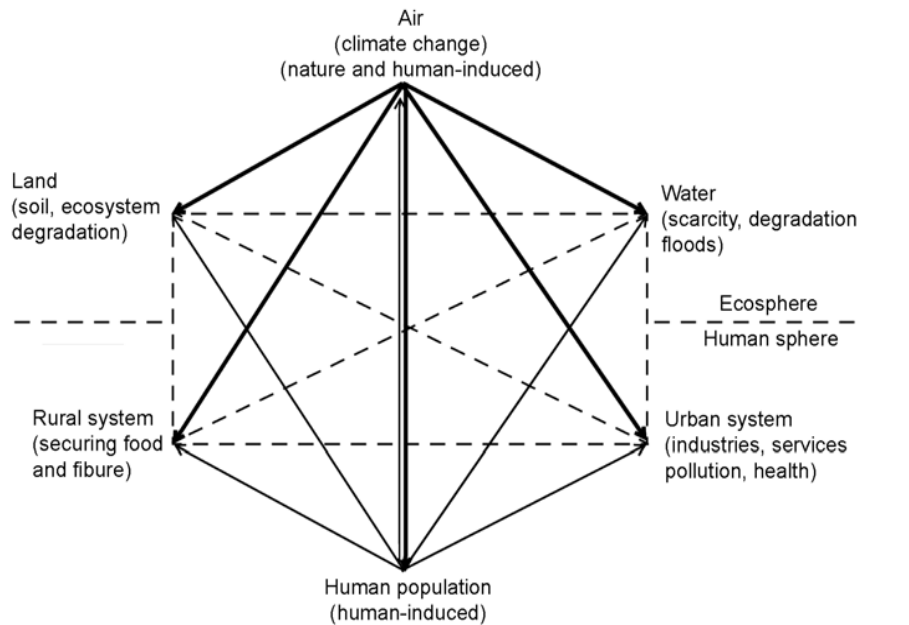 Air
(climate change)
(nature and human-induced)
Land
(soil, ecosystem
degradation)
Water
(scarcity, degradation
floods)
Ecosphere
Human sphere
Rural system
(securing food
and fibure)
Urban system
(industries, services
pollution, health)
Human population
(human-induced)